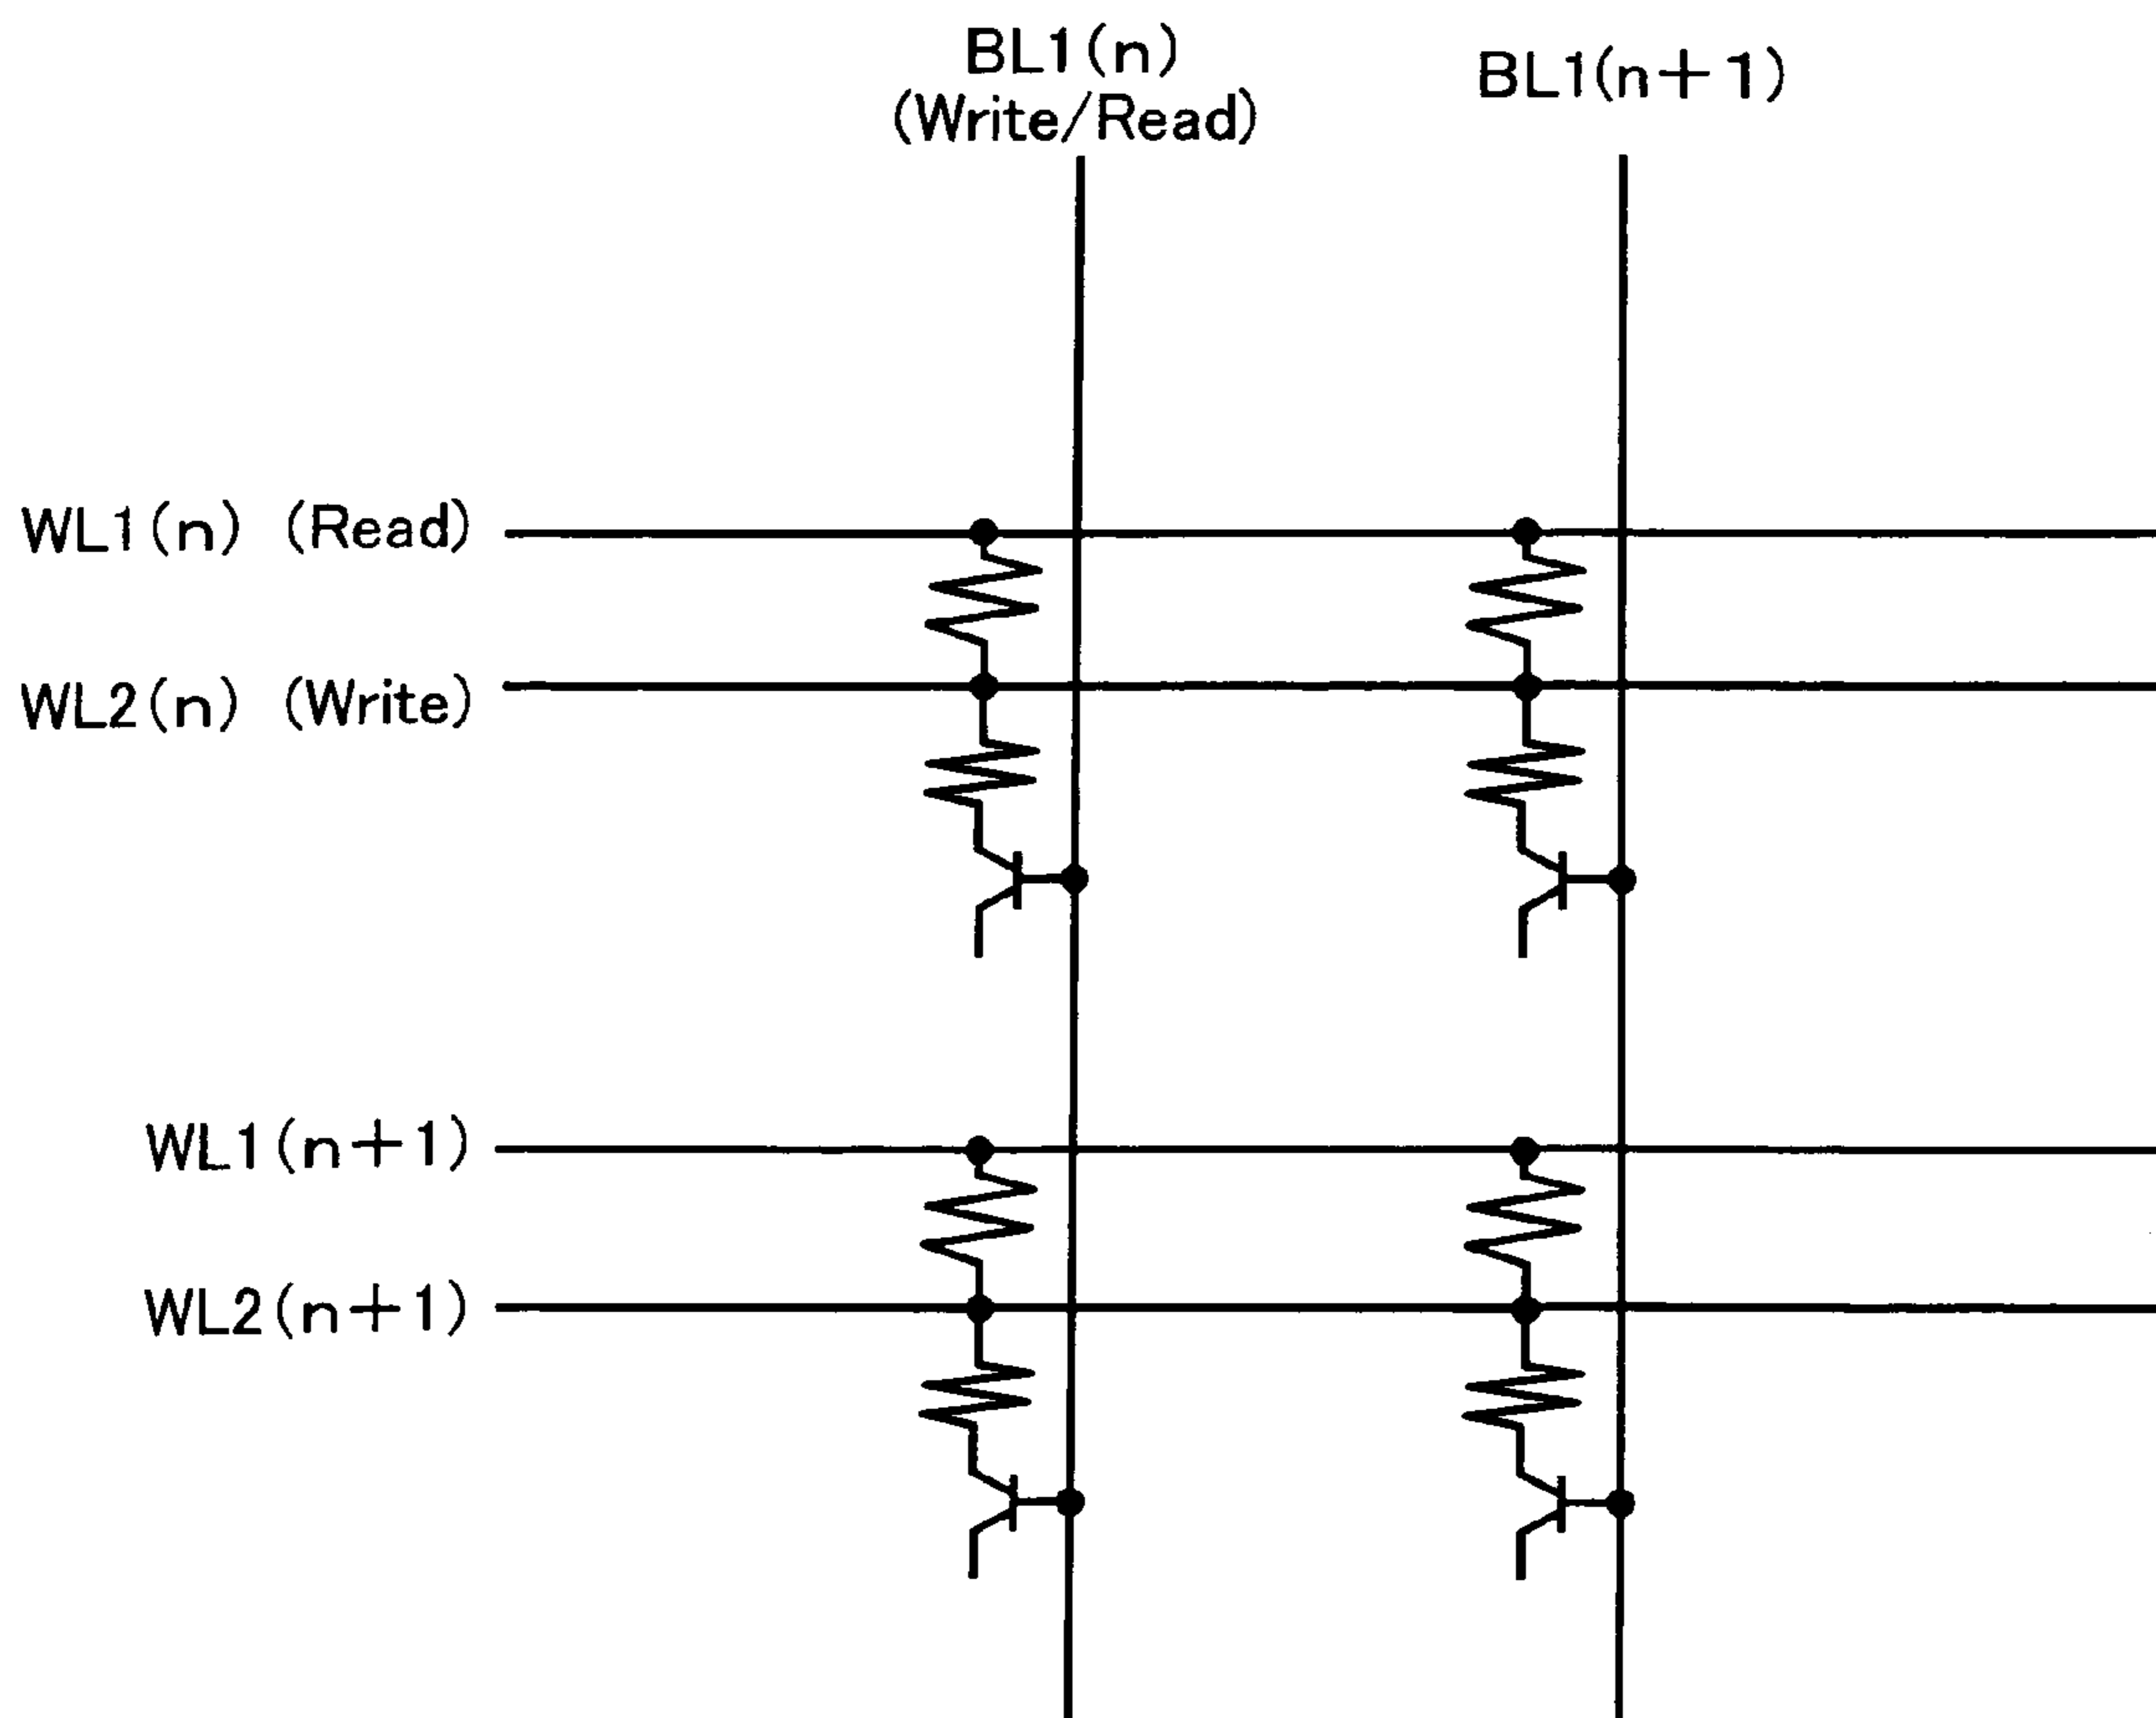 BL1(n)
(Write/Read)
BL1(n+1)
WL1(n) (Read)
WL2(n) (Write)
WL1(n+1)
WL2(n+1)